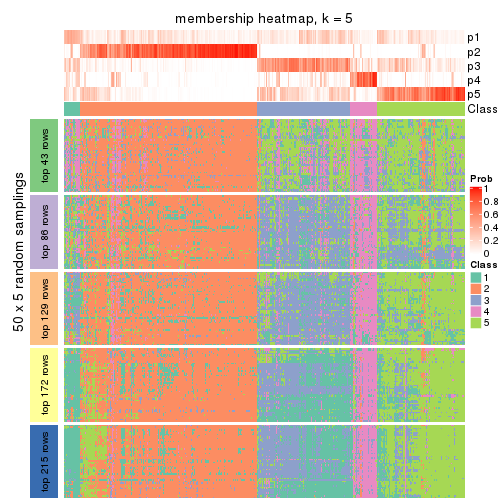 membership heatmap, k = 5
p1
p2
p3
p4
p5
Class
50 x 5 random samplings
top 43 rows
top 86 rows
top 129 rows
top 172 rows
top 215 rows
Prob
1
0.8
0.6
0.4
0.2
0
Class
1
2
3
4
5